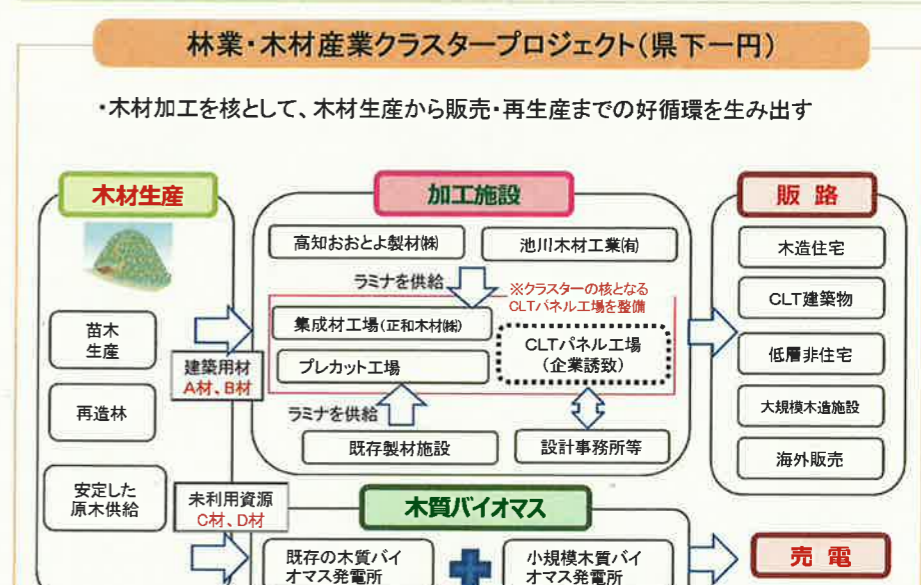 林業・木材産業クラスタープロジェクト(県下一円)
・木材加工を核として、木材生産から販売・再生産までの好循環を生み出す
木材生産
苗木
生産
再造林
安定した
原木供給
建築用材
A材、B材
未利用資源
C材、D材
加工施設
高知おおとよ製材㈱
池川木材工業㈲
ラミナを供給
※クラスターの核となる
CLTパネル工場を整備
集成材工場(正和木材㈱)
プレカット工場
CLTパネル工場
(企業誘致)
ラミナを供給
既存製材施設
設計事務所等
木質バイオマス
既存の木質バイ
オマス発電所
小規模木質バイ
オマス発電所
販路
木造住宅
CLT建築物
低層非住宅
大規模木造施設
海外販売
売電